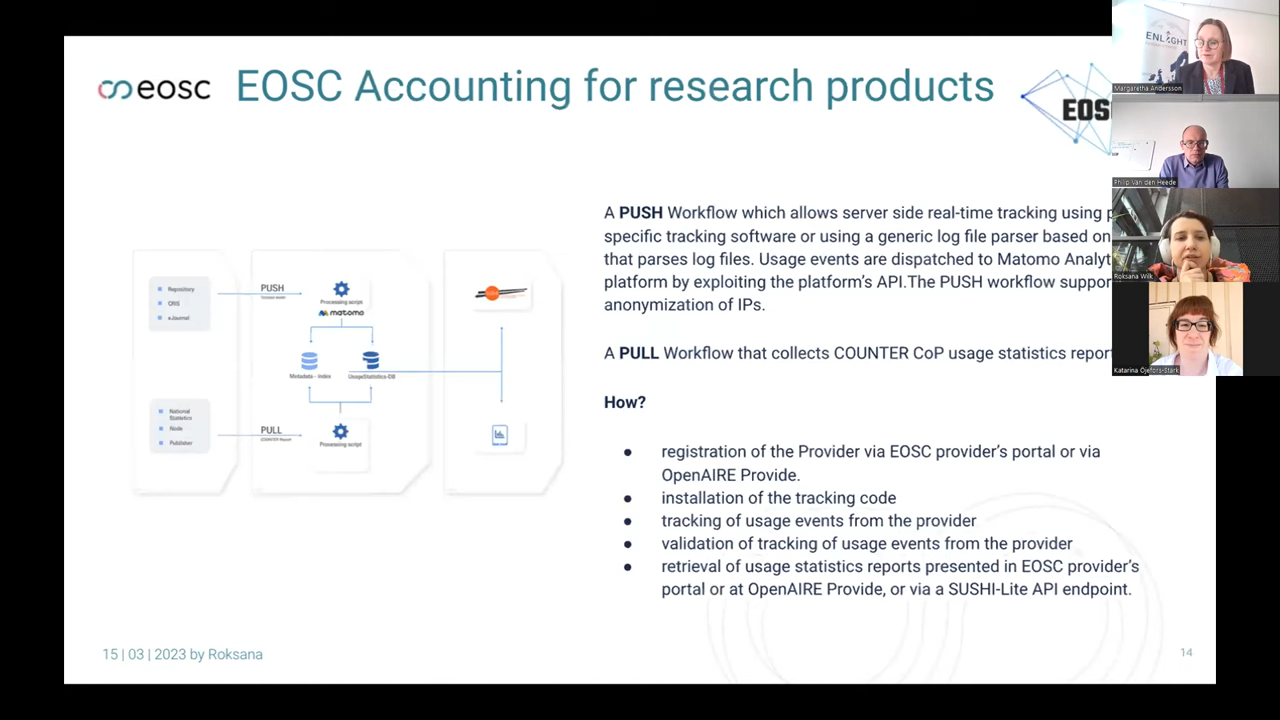 eosc
EOSC Accounting for research products
EOS
A PUSH Workflow which allows server side real-time tracking using
specific tracking software or using a generic log file parser based on
that parses log files. Usage events are dispatched to Matomo Analyt
platform by exploiting the platform's API.The PUSH workflow suppor
anonymization of IPs.
A PULL Workflow that collects COUNTER CoP usage statistics report
How?
● registration of the Provider via EOSC provider's portal or via
OpenAIRE Provide.
● installation of the tracking code
● tracking of usage events from the provider
● validation of tracking of usage events from the provider
● retrieval of usage statistics reports presented in EOSC provider's
portal or at OpenAIRE Provide, or via a SUSHI-Lite API endpoint.
Repository
CRIS
eJournal
PUSH
Processing script
matomo
Metadata - Index
UsageStatistics-DB
National
Statistics
Node
Publisher
PULL
COUNTER Report
Processing script
15 | 03 | 2023 by Roksana
14
ENLIGHT
Margaretha Andersson
Philip Van den Heede
Roksana Wilk
Katarina Öjefors-Stark